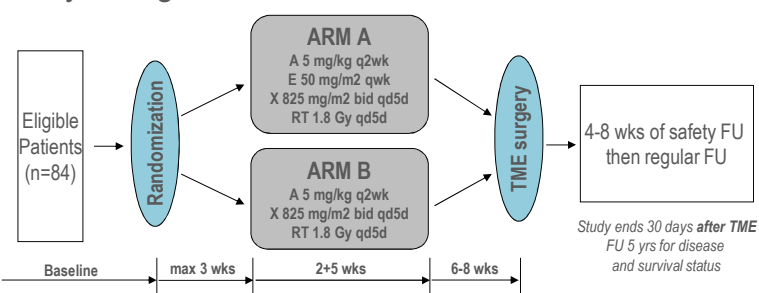 Eligible
Patients
(n=84)
Randomization
ARM A
A 5 mg/kg q2wk
E 50 mg/m2 qwk
X 825 mg/m2 bid qd5d
RT 1.8 Gy qd5d
ARM B
A 5 mg/kg q2wk
X 825 mg/m2 bid qd5d
RT 1.8 Gy qd5d
TME surgery
4-8 wks of safety FU
then regular FU
Study ends 30 days after TME
FU 5 yrs for disease
and survival status
Baseline
max 3 wks
2+5 wks
6-8 wks